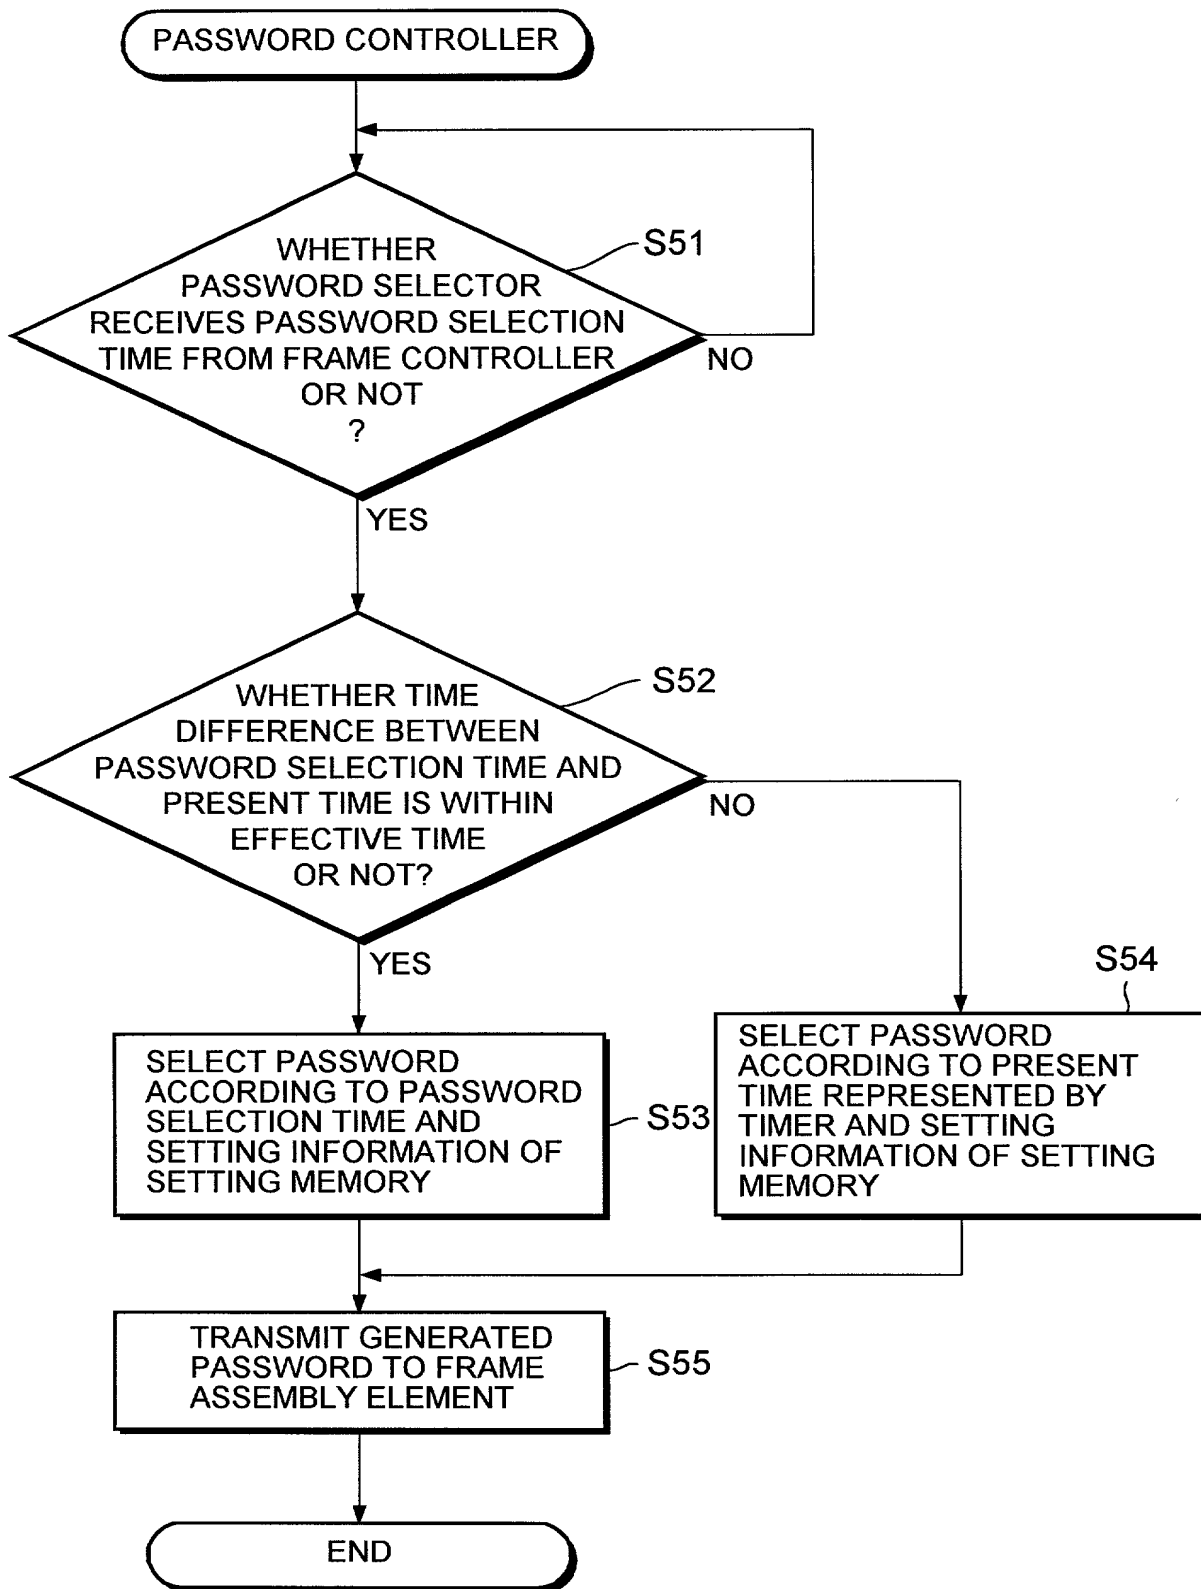 PASSWORD CONTROLLER
WHETHER
PASSWORD SELECTOR
RECEIVES PASSWORD SELECTION
TIME FROM FRAME CONTROLLER
OR NOT
?
S51
NO
YES
WHETHER TIME
DIFFERENCE BETWEEN
PASSWORD SELECTION TIME AND
PRESENT TIME IS WITHIN
EFFECTIVE TIME
OR NOT?
S52
NO
YES
SELECT PASSWORD
ACCORDING TO PASSWORD
SELECTION TIME AND
SETTING INFORMATION OF
SETTING MEMORY
S53
S54
SELECT PASSWORD
ACCORDING TO PRESENT
TIME REPRESENTED BY
TIMER AND SETTING
INFORMATION OF SETTING
MEMORY
TRANSMIT GENERATED
PASSWORD TO FRAME
ASSEMBLY ELEMENT
S55
END